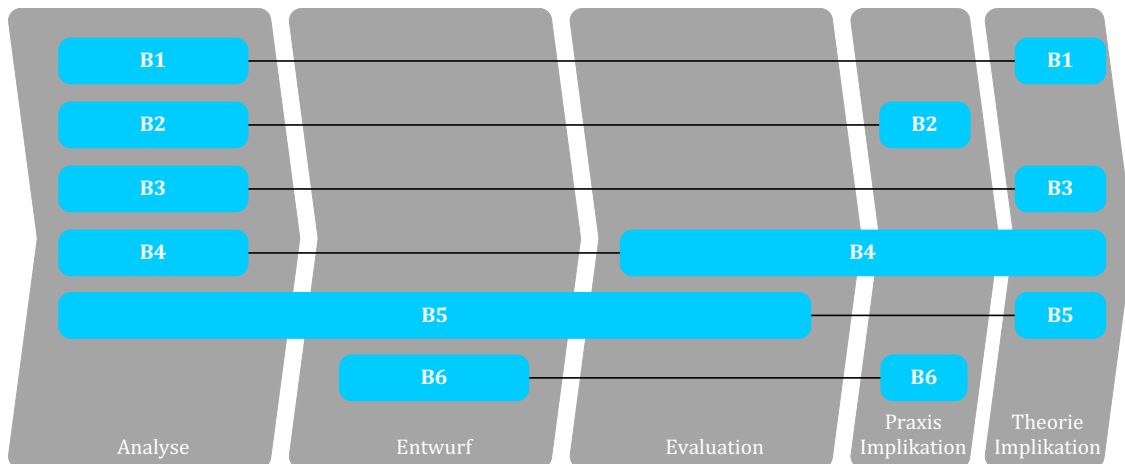 B1
B1
B2
B2
B3
B3
B4
B4
B5
B5
B6
B6
Analyse
Entwurf
Evaluation
Praxis
Implikation
Theorie
Implikation